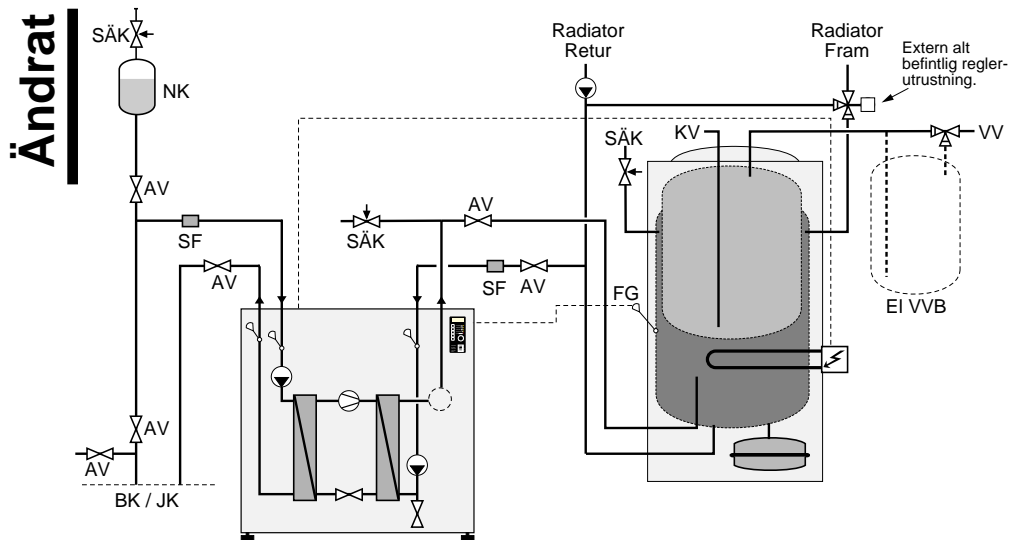 Ändrat
SÄK
NK
AV
SF
AV
AV
AV
BK / JK
SÄK
AV
SF
AV
Radiator
Retur
Radiator
Fram
Extern alt
befintlig regler-
utrustning.
SÄK
KV
VV
FG
El VVB